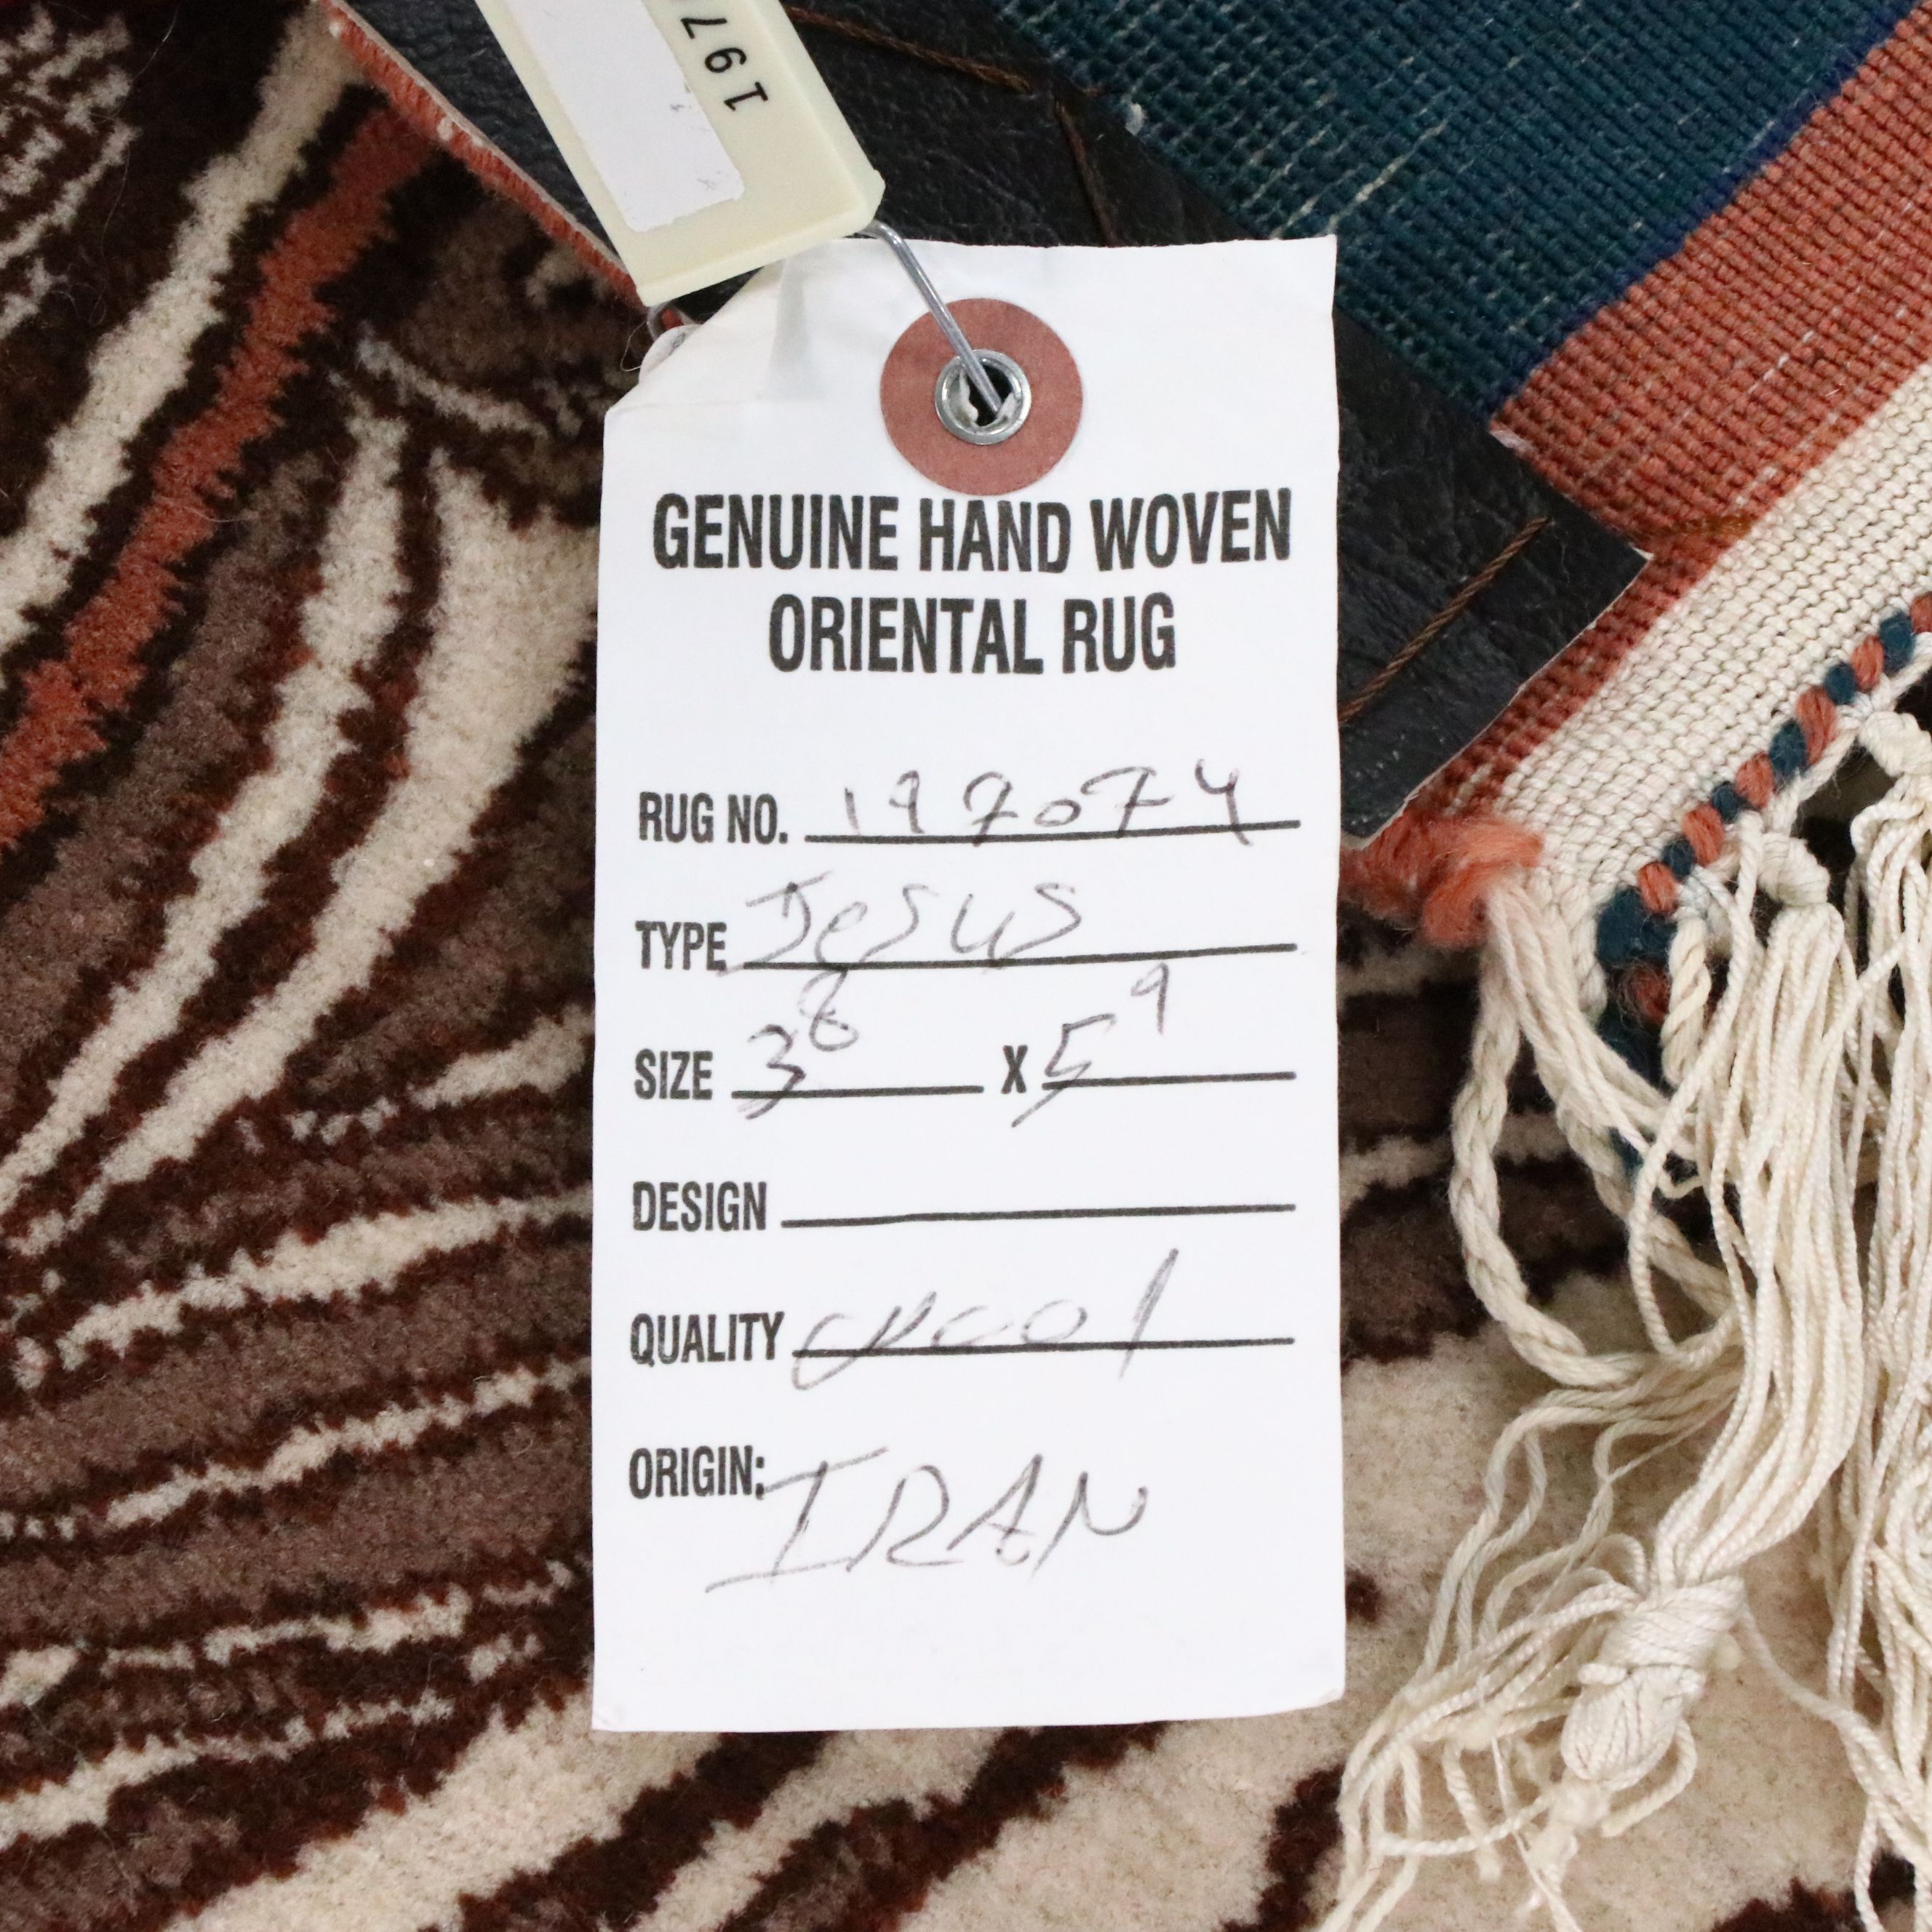 197
GENUINE HAND WOVEN
ORIENTAL RUG
RUG NO. 197074
TYPE Jesus
SIZE 3 8 X 5 9
DESIGN
QUALITY wool
ORIGIN: IRAN